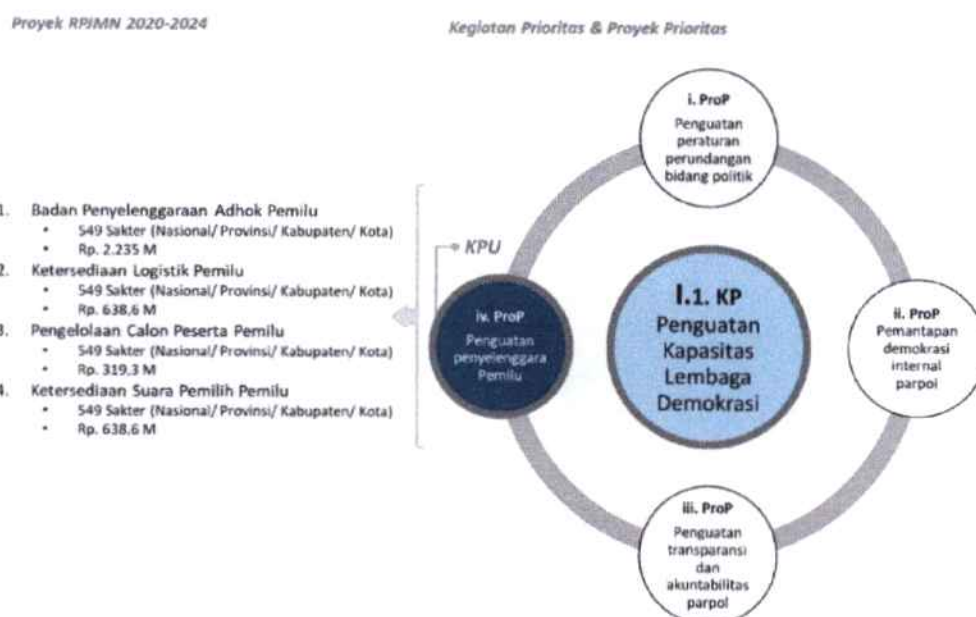 Proyek RPJMN 2020-2024
Kegiatan Prioritas & Proyek Prioritas
1. Badan Penyelenggaraan Adhok Pemilu
• 549 Sakter (Nasional/ Provinsi/ Kabupaten/ Kota)
• Rp. 2.235 M
2. Ketersediaan Logistik Pemilu
• 549 Sakter (Nasional/ Provinsi/ Kabupaten/ Kota)
• Rp. 638,6 M
3. Pengelolaan Calon Peserta Pemilu
• 549 Sakter (Nasional/ Provinsi/ Kabupaten/ Kota)
• Rp. 319.3 M
4. Ketersediaan Suara Pemilih Pemilu
• 549 Sakter (Nasional/ Provinsi/ Kabupaten/ Kota)
• Rp. 638.6 M
KPU
i. ProP
Penguatan
peraturan
perundangan
bidang politik
iv. ProP
Penguatan
penyelenggara
Pemilu
I.1. KP
Penguatan
Kapasitas
Lembaga
Demokrasi
ii. ProP
Pemantapan
demokrasi
internal
parpol
iii. ProP
Penguatan
transparansi
dan
akuntabilitas
parpol